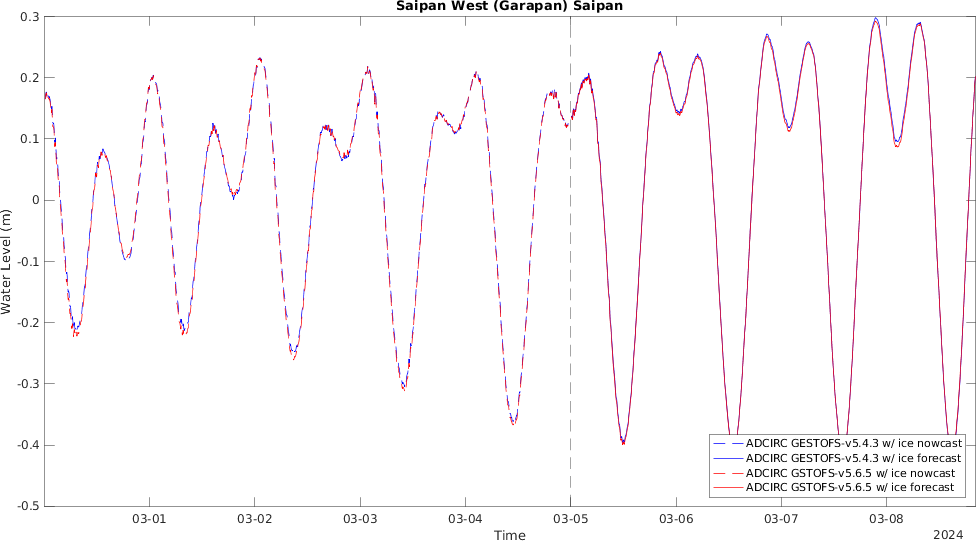 Saipan West (Garapan) Saipan
0.3
0.2
0.1
0
-0.1
-0.2
-0.3
-0.4
-0.5
Water Level (m)
ADCIRC GESTOFS-v5.4.3 w/ ice nowcast
ADCIRC GESTOFS-v5.4.3 w/ ice forecast
ADCIRC GSTOFS-v5.6.5 w/ ice nowcast
ADCIRC GSTOFS-v5.6.5 w/ ice forecast
03-01 03-02 03-03 03-04 03-05 03-06 03-07 03-08
Time
2024